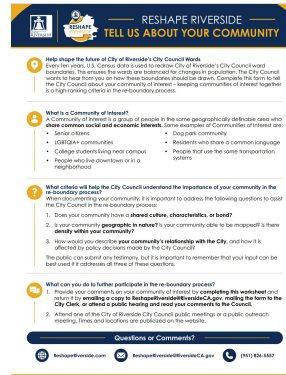 RESHAPE RIVERSIDE
TELL US ABOUT YOUR COMMUNITY
RESHAPE
RIVERSIDE
Help shape the future of City of Riverside's City Council Wards
Every ten years, U.S. Census data is used to redraw City of Riverside's City Council ward
boundaries. This ensures the wards are balanced for changes in population. The City Council
wants to hear from you on how these boundaries should be drawn. Complete this form to tell
the City Council about your community of interest – keeping communities of interest together
is a high-ranking criteria in the re-boundary process.
What is a Community of Interest?
A Community of Interest is a group of people in the same geographically definable area who
share common social and economic interests. Some examples of Communities of Interest are:
• Senior citizens
• LGBTQIA+ communities
• College students living near campus
• People who live downtown or in a
neighborhood
• Dog park community
• Residents who share a common language
• People that use the same transportation
systems
What criteria will help the City Council understand the importance of your community in the
re-boundary process?
When documenting your community, it is important to address the following questions to assist
the City Council in the re-boundary process:
1. Does your community have a shared culture, characteristics, or bond?
2. Is your community geographic in nature? Is your community able to be mapped? Is there
density within your community?
3. How would you describe your community's relationship with the City, and how it is
affected by policy decisions made by the City Council?
The public can submit any testimony, but it is important to remember that your input can be
best used if it addresses all three of these questions.
What can you do to further participate in the re-boundary process?
1. Provide your comments on your community of interest by completing this worksheet and
return it by emailing a copy to ReshapeRiverside@RiversideCA.gov, mailing the form to the
City Clerk, or attend a public hearing and read your comments to the Council.
2. Attend one of the City of Riverside City Council public meetings or a public outreach
meeting. Times and locations are publicized on the website.
Questions or Comments?
ReshapeRiverside.com
ReshapeRiverside@RiversideCA.gov
(951) 826-5557